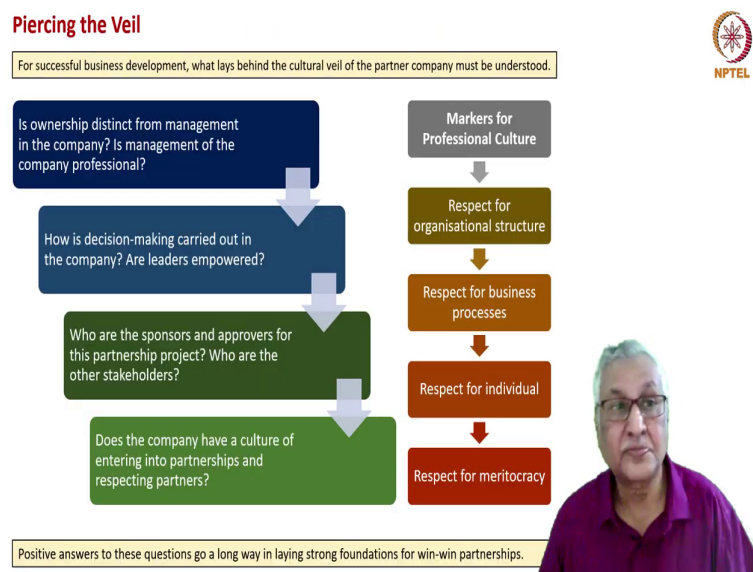 Piercing the Veil
NPTEL
For successful business development, what lays behind the cultural veil of the partner company must be understood.
Is ownership distinct from management
in the company? Is management of the
company professional?
How is decision-making carried out in
the company? Are leaders empowered?
Who are the sponsors and approvers for
this partnership project? Who are the
other stakeholders?
Does the company have a culture of
entering into partnerships and
respecting partners?
Markers for
Professional Culture
Respect for
organisational structure
Respect for business
processes
Respect for individual
Respect for meritocracy
Positive answers to these questions go a long way in laying strong foundations for win-win partnerships.